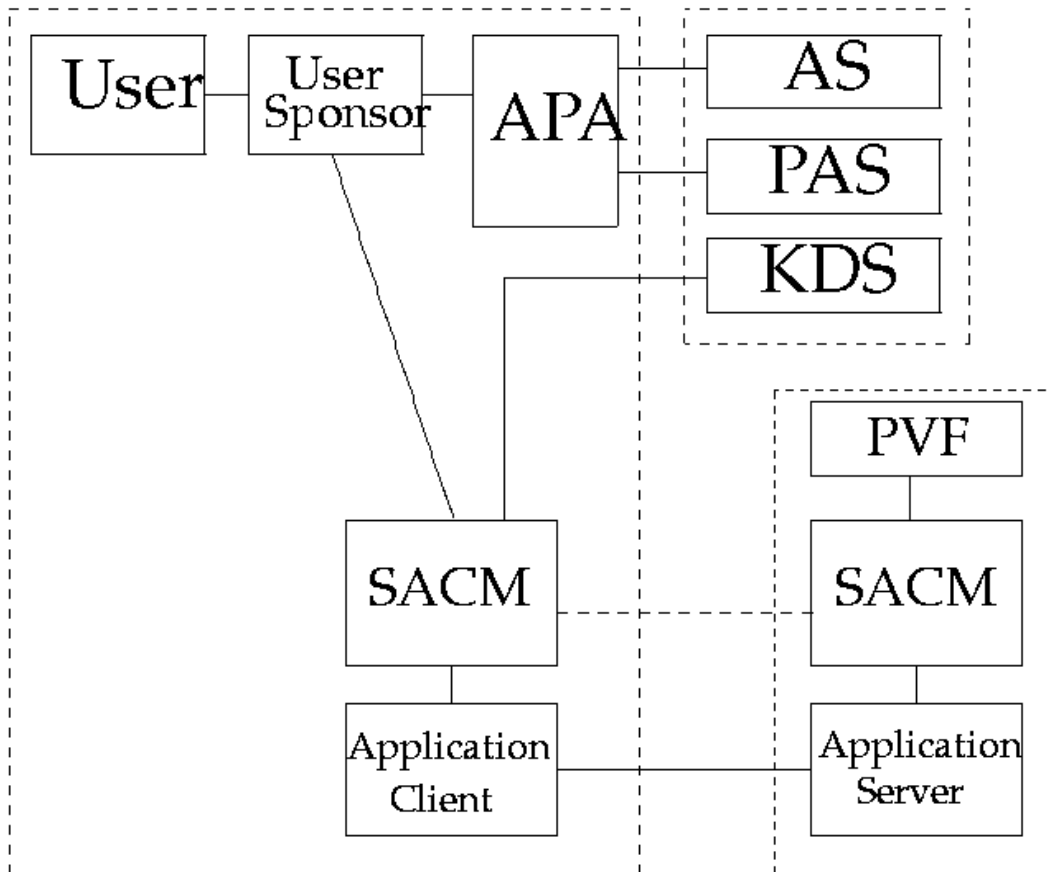 User
User
Sponsor
APA
AS
PAS
KDS
PVF
SACM
SACM
Application
Client
Application
Server